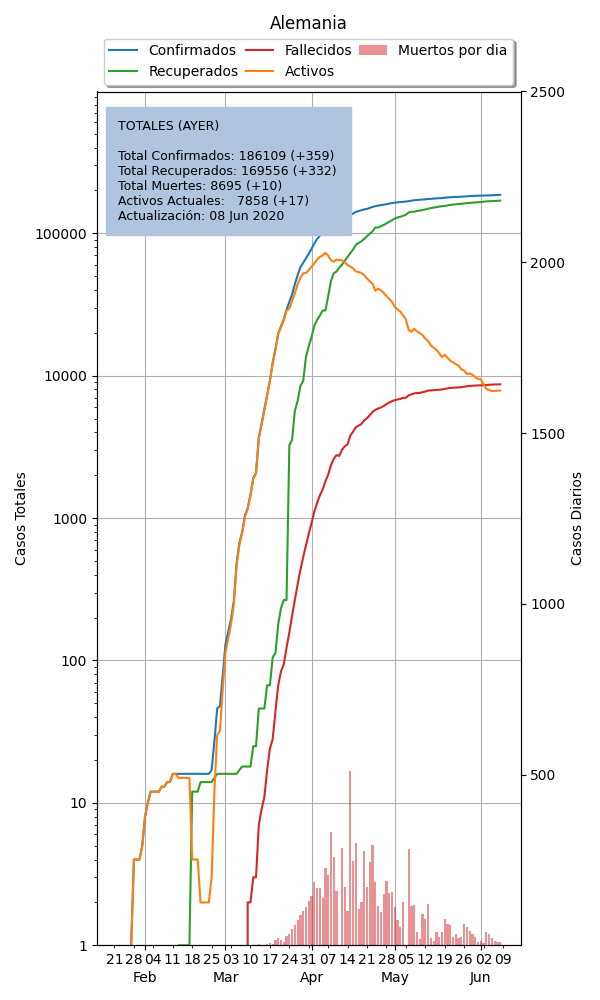 Alemania
Confirmados
Recuperados
Fallecidos
Activos
Muertos por dia
TOTALES (AYER)
Total Confirmados: 186109 (+359)
Total Recuperados: 169556 (+332)
Total Muertes: 8695 (+10)
Activos Actuales:   7858 (+17)
Actualización: 08 Jun 2020
Casos Totales
100000
10000
1000
100
10
1
Casos Diarios
2500
2000
1500
1000
500
21 28 04 11 18 25 03 10 17 24 31 07 14 21 28 05 12 19 26 02 09
Feb Mar Apr May Jun